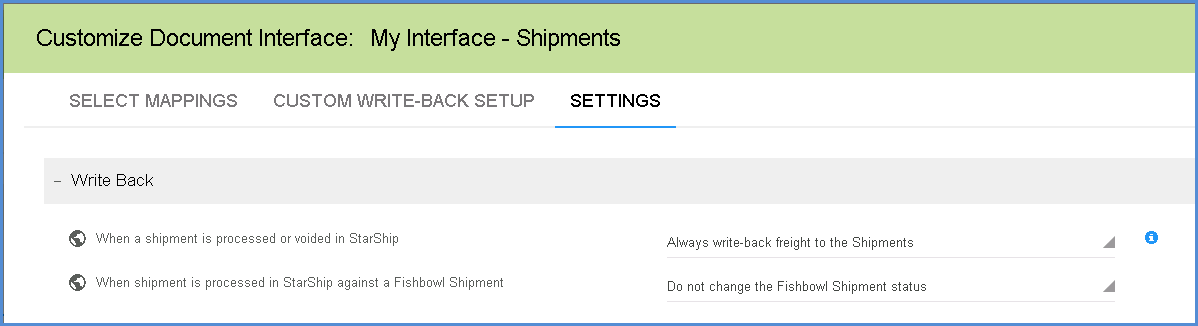 Customize Document Interface: My Interface - Shipments
SELECT MAPPINGS CUSTOM WRITE-BACK SETUP SETTINGS
– Write Back
When a shipment is processed or voided in StarShip Always write-back freight to the Shipments
When shipment is processed in StarShip against a Fishbowl Shipment Do not change the Fishbowl Shipment status